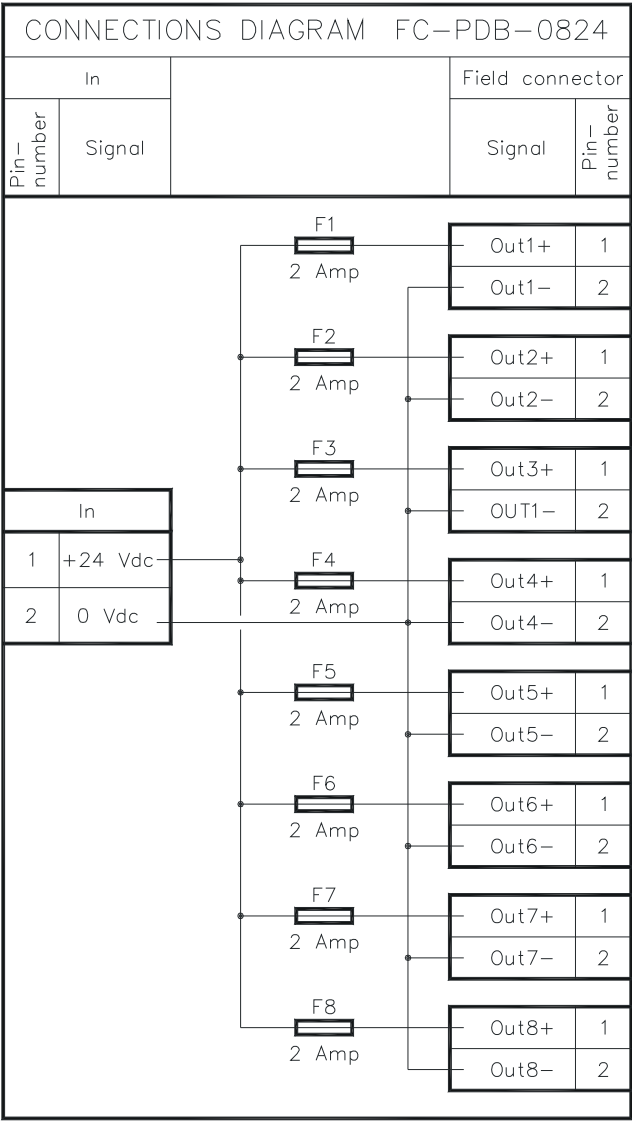 CONNECTIONS DIAGRAM FC-PDB-0824
In
Field connector
Pin-
number
Signal
Signal
Pin-
number
F1
2 Amp
Out1+ 1
Out1- 2
F2
2 Amp
Out2+ 1
Out2- 2
F3
2 Amp
Out3+ 1
OUT1- 2
In
1 +24 Vdc
2 0 Vdc
F4
2 Amp
Out4+ 1
Out4- 2
F5
2 Amp
Out5+ 1
Out5- 2
F6
2 Amp
Out6+ 1
Out6- 2
F7
2 Amp
Out7+ 1
Out7- 2
F8
2 Amp
Out8+ 1
Out8- 2